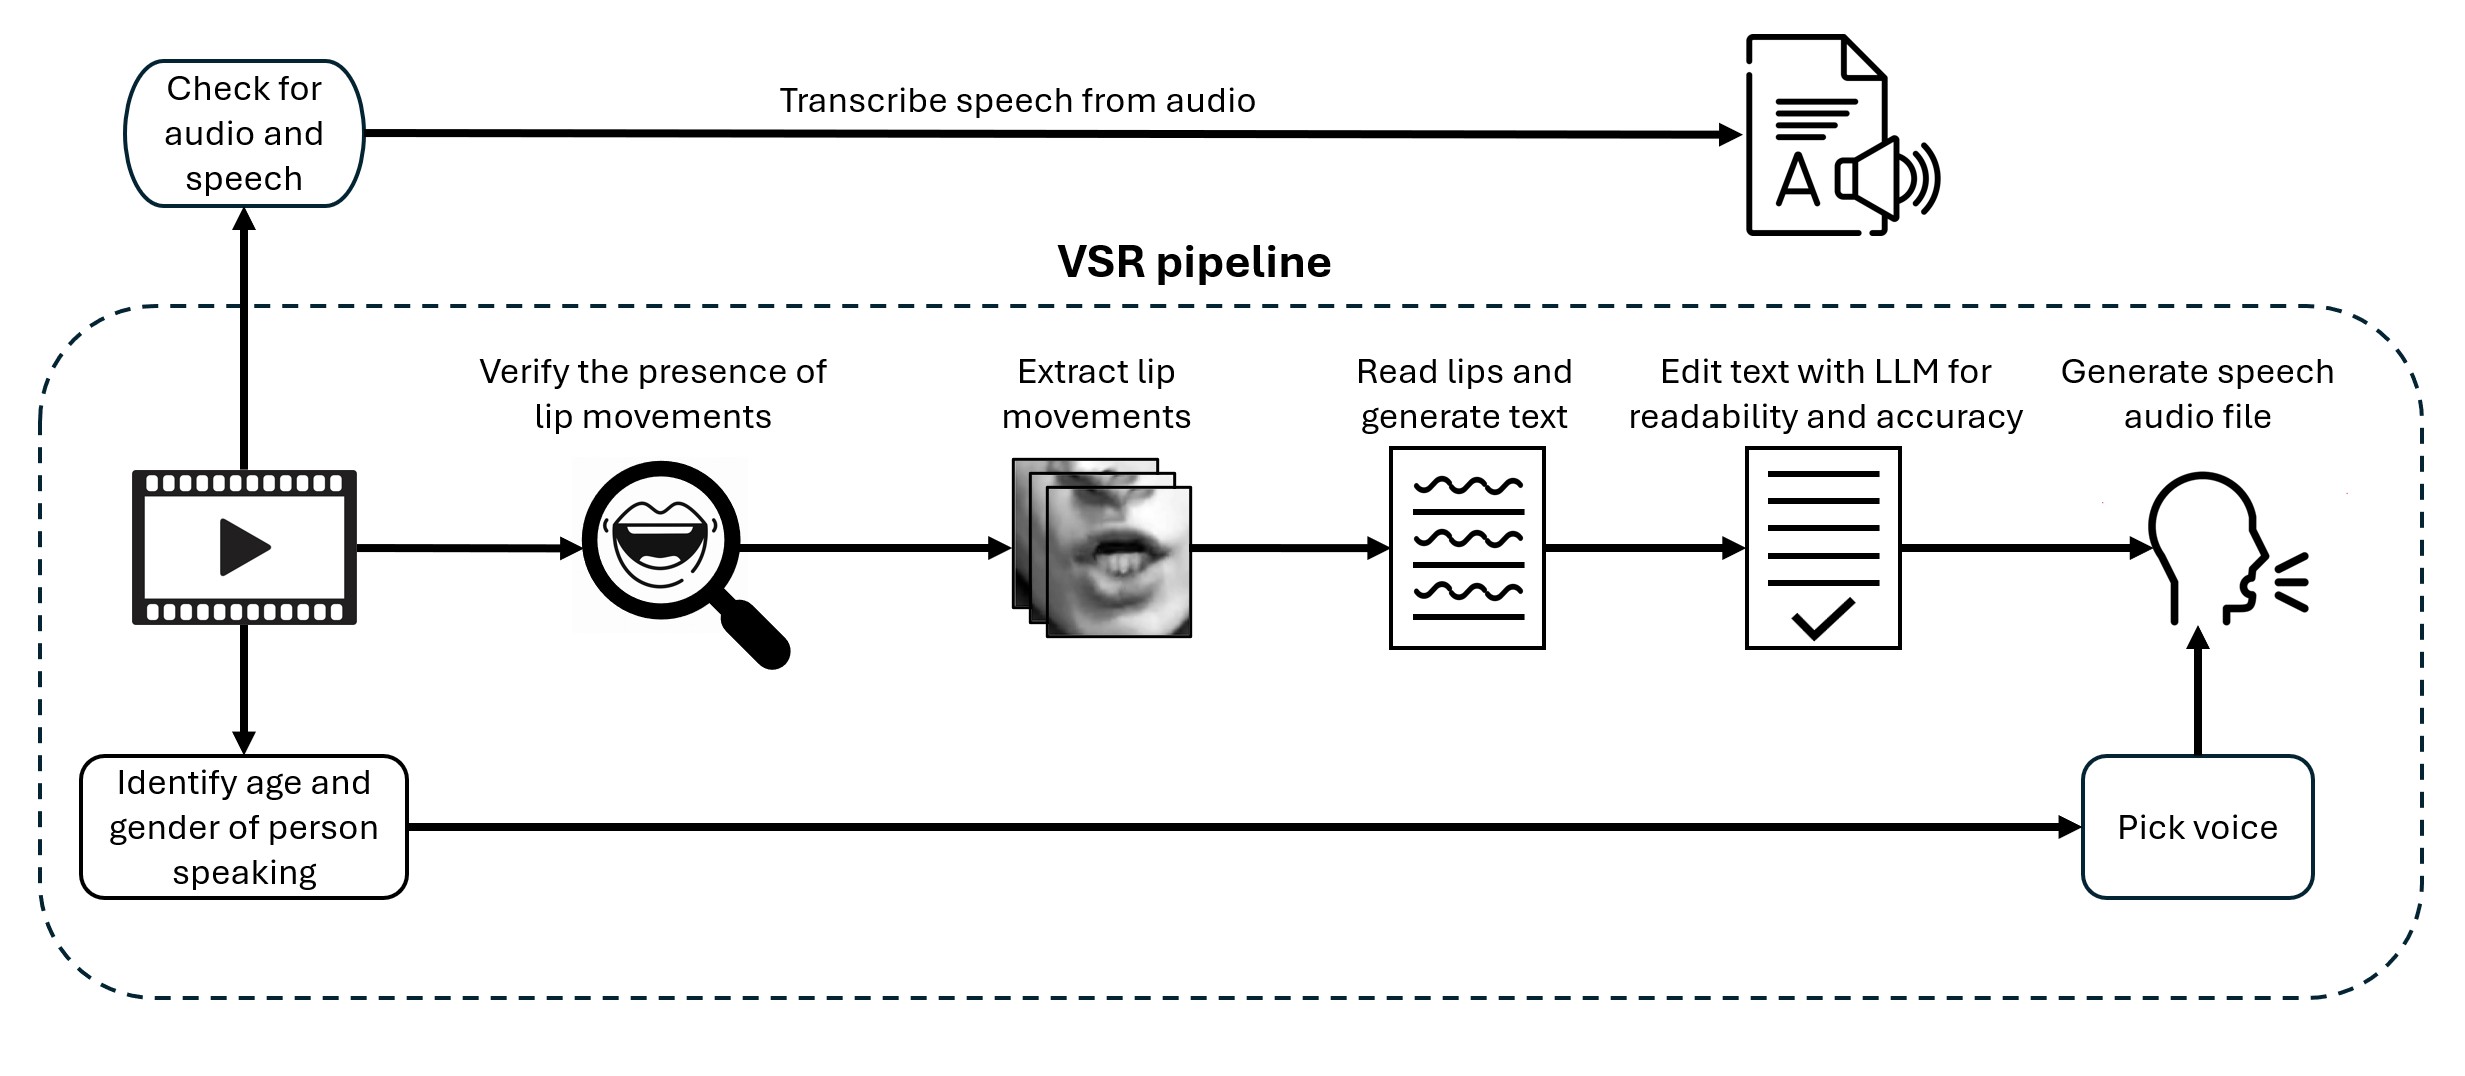 Check for
audio and
speech
Transcribe speech from audio
A
VSR pipeline
Verify the presence of
lip movements
Extract lip
movements
Read lips and
generate text
Edit text with LLM for
readability and accuracy
Generate speech
audio file
Identify age and
gender of person
speaking
Pick voice